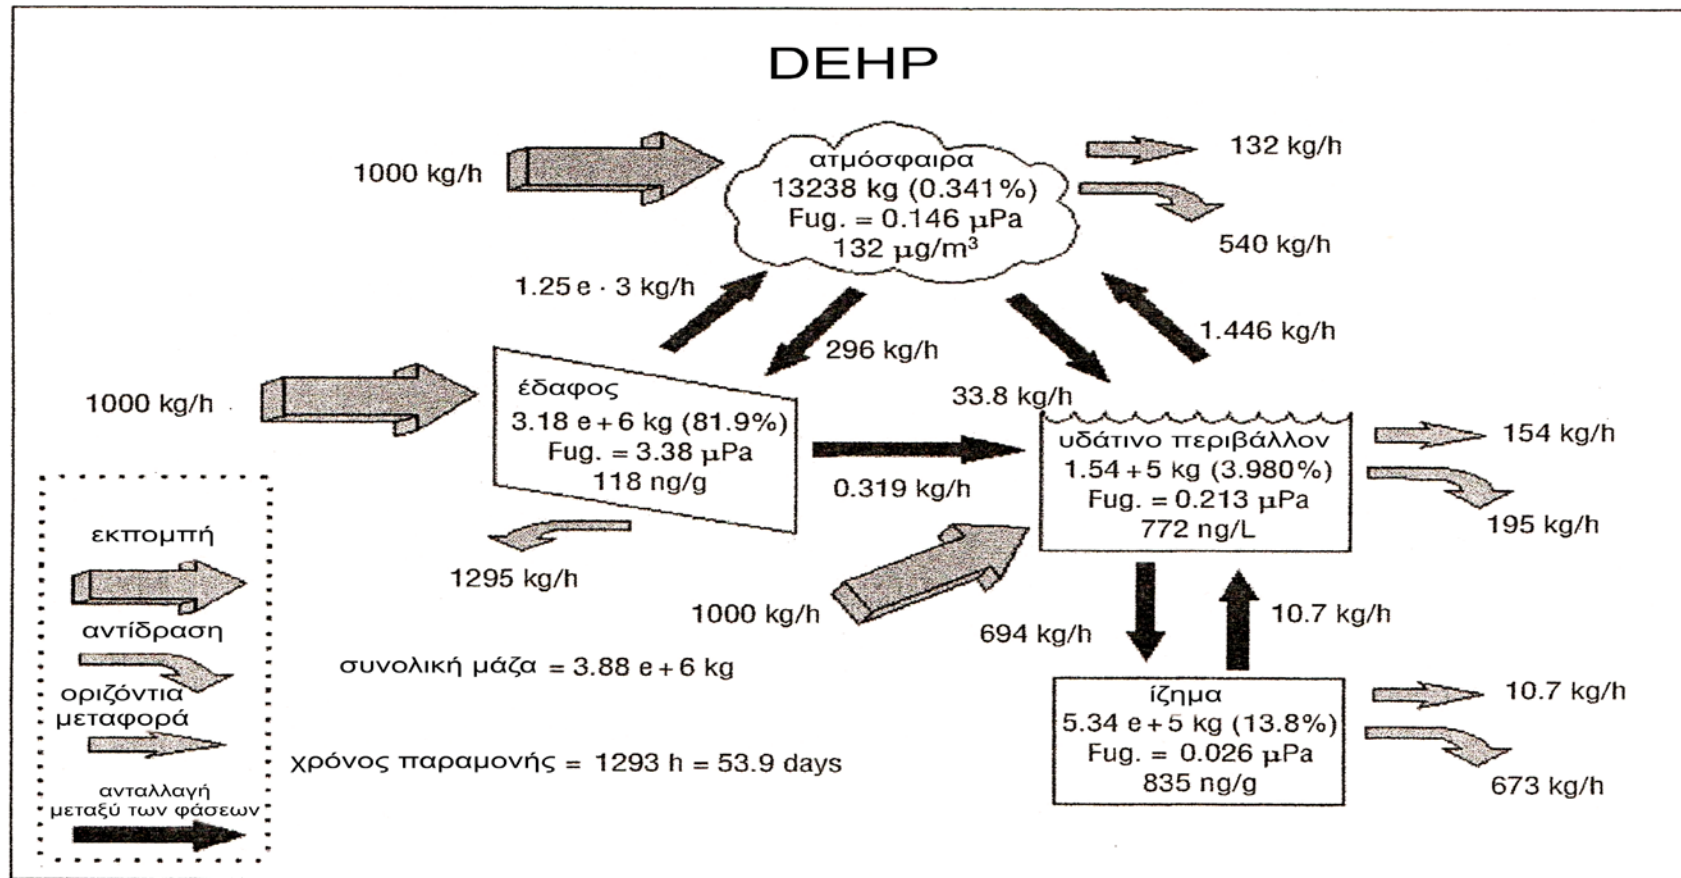 DEHP
1000 kg/h
ατμόσφαιρα
13238 kg (0.341%)
Fug. = 0.146 μPa
132 μg/m³
132 kg/h
540 kg/h
1.25 e · 3 kg/h
296 kg/h
33.8 kg/h
1.446 kg/h
1000 kg/h
έδαφος
3.18 e + 6 kg (81.9%)
Fug. = 3.38 μPa
118 ng/g
1295 kg/h
0.319 kg/h
1000 kg/h
υδάτινο περιβάλλον
1.54 + 5 kg (3.980%)
Fug. = 0.213 μPa
772 ng/L
154 kg/h
195 kg/h
694 kg/h
10.7 kg/h
ίζημα
5.34 e + 5 kg (13.8%)
Fug. = 0.026 μPa
835 ng/g
10.7 kg/h
673 kg/h
εκπομπή
αντίδραση
οριζόντια
μεταφορά
ανταλλαγή
μεταξύ των φάσεων
συνολική μάζα = 3.88 e + 6 kg
χρόνος παραμονής = 1293 h = 53.9 days